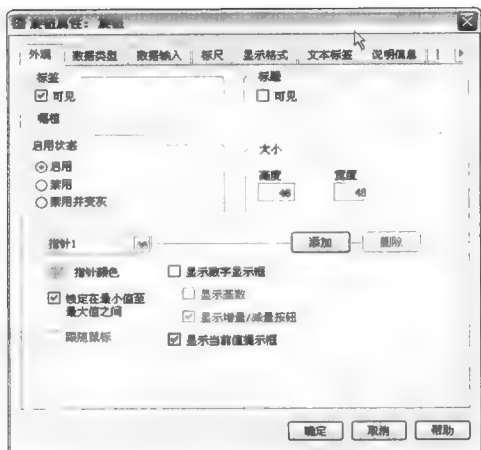 旋钮属性：旋钮
外观 数据类型 数据输入 标尺 显示格式 文本标签 说明信息
标签 标题
可见 可见
启用状态 大小
启用 高度 宽度
禁用 46 48
禁用并变灰
指针1 添加 删除
指针颜色 显示数字显示框
锁定在最小值至 显示基数
最大值之间 显示增量/减量按钮
跟随鼠标 显示当前值提示框
确定 取消 帮助